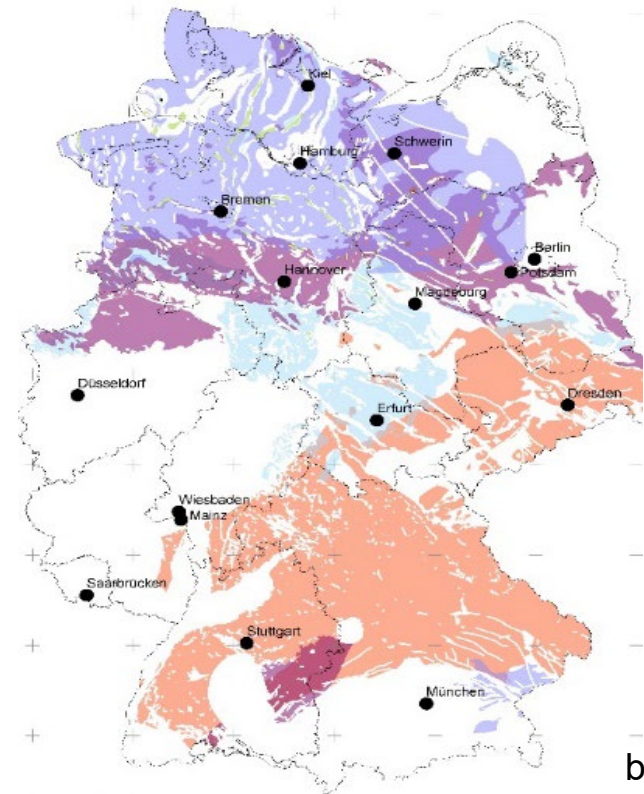 Kiel
Schwerin
Hamburg
Bremen
Berlin
Hannover
Potsdam
Magdeburg
Düsseldorf
Dresden
Erfurt
Wiesbaden
Mainz
Saarbrücken
Stuttgart
München
b